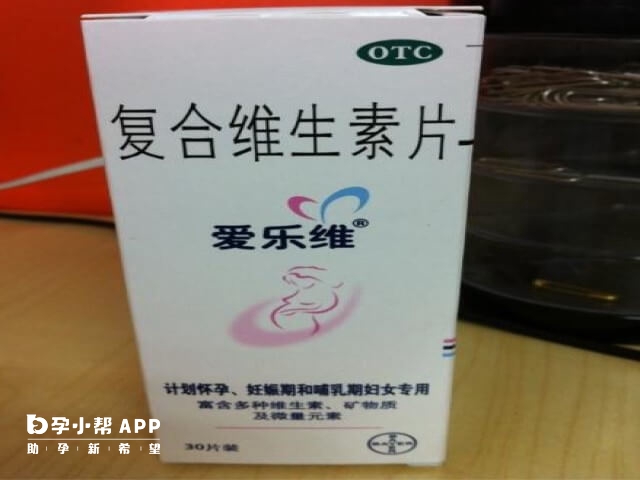 OTC
复合维生素片
爱乐维®
计划怀孕、妊娠期和哺乳期妇女专用
富含多种维生素、矿物质
及微量元素
30片装
BAYER
孕小帮APP
助孕新希望